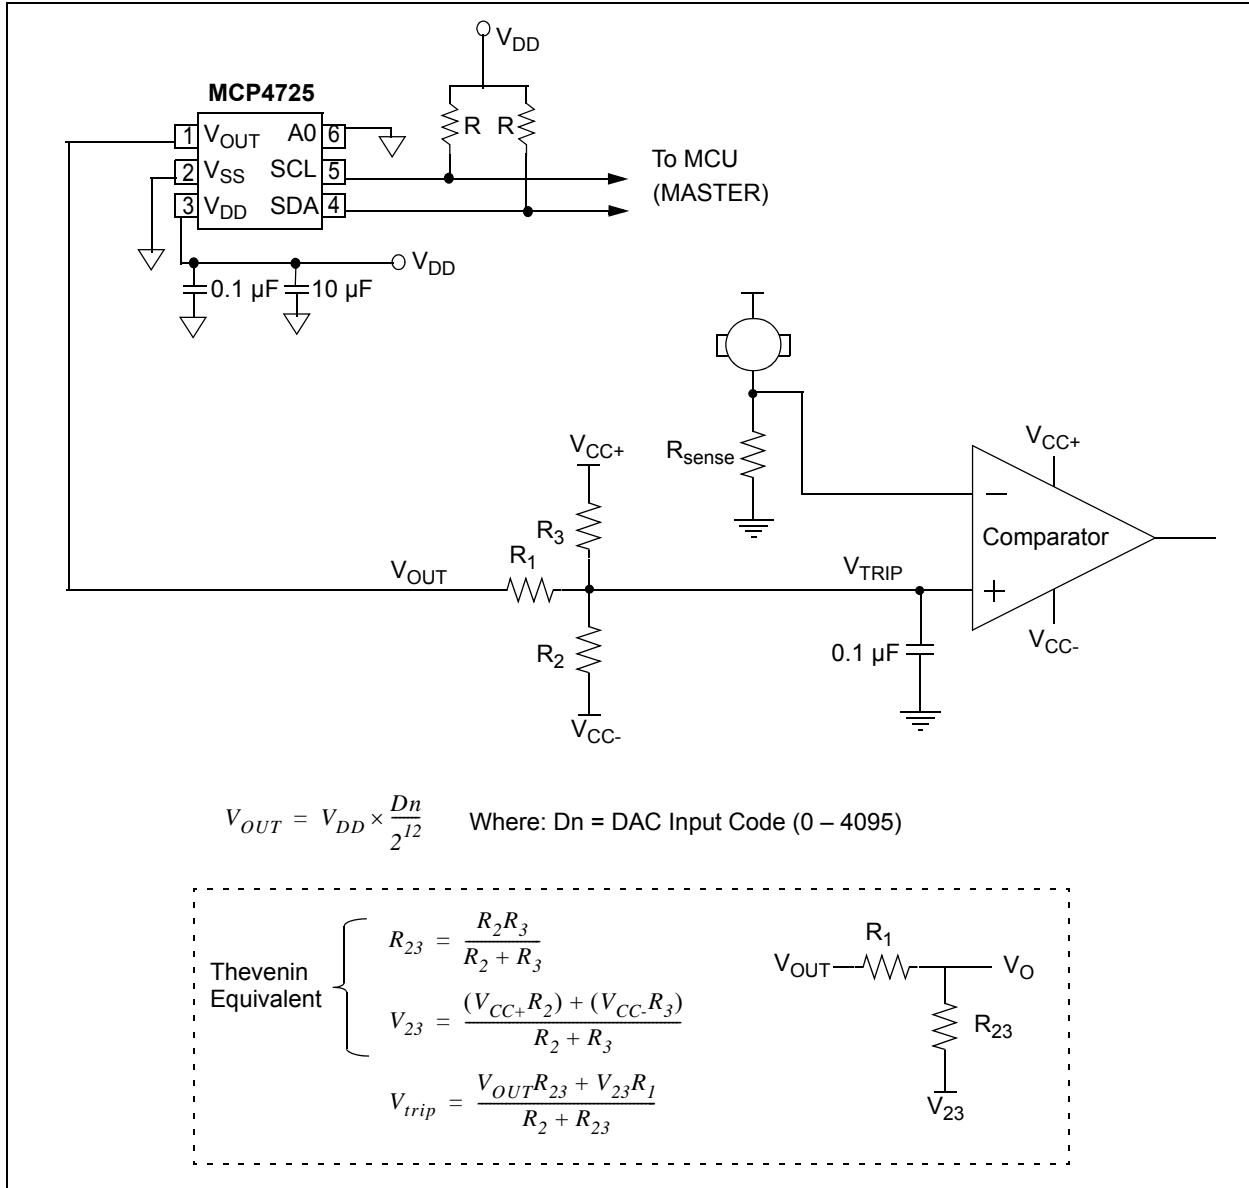 V_DD
MCP4725
1 V_OUT A0 6
2 V_SS SCL 5
3 V_DD SDA 4
R R
To MCU
(MASTER)
V_DD
0.1 µF 10 µF
R_sense
V_CC+
V_CC+
R_3
R_1
V_OUT
V_TRIP
−
Comparator
+
R_2
0.1 µF
V_CC-
V_CC-
V_OUT = V_DD × Dn / 2^12 Where: Dn = DAC Input Code (0 – 4095)
Thevenin
Equivalent
R_23 = R_2R_3 / R_2 + R_3
V_23 = (V_CC+R_2) + (V_CC-R_3) / R_2 + R_3
V_trip = V_OUTR_23 + V_23R_1 / R_2 + R_23
R_1
V_OUT V_O
R_23
V_23